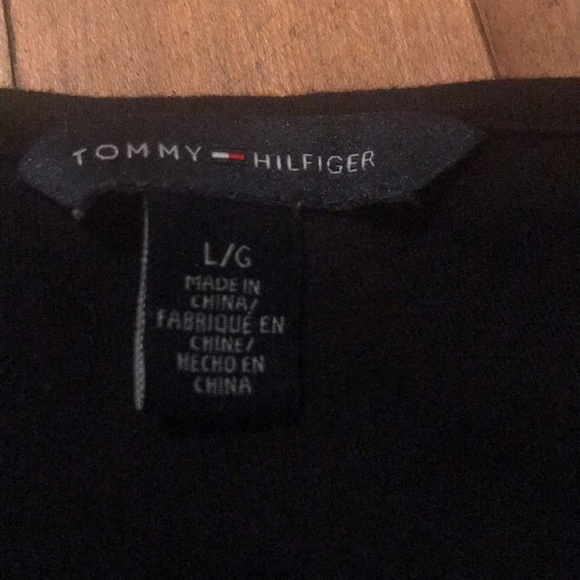 TOMMY HILFIGER
L/G
MADE IN
CHINA/
FABRIQUÉ EN
CHINE/
HECHO EN
CHINA